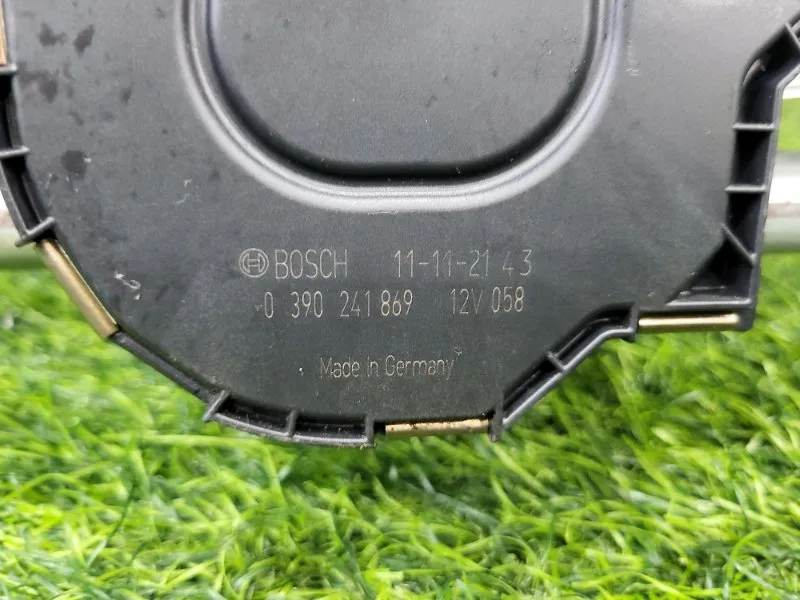 BOSCH 11-11-21 43
0 390 241 869 12V 058
Made In Germany